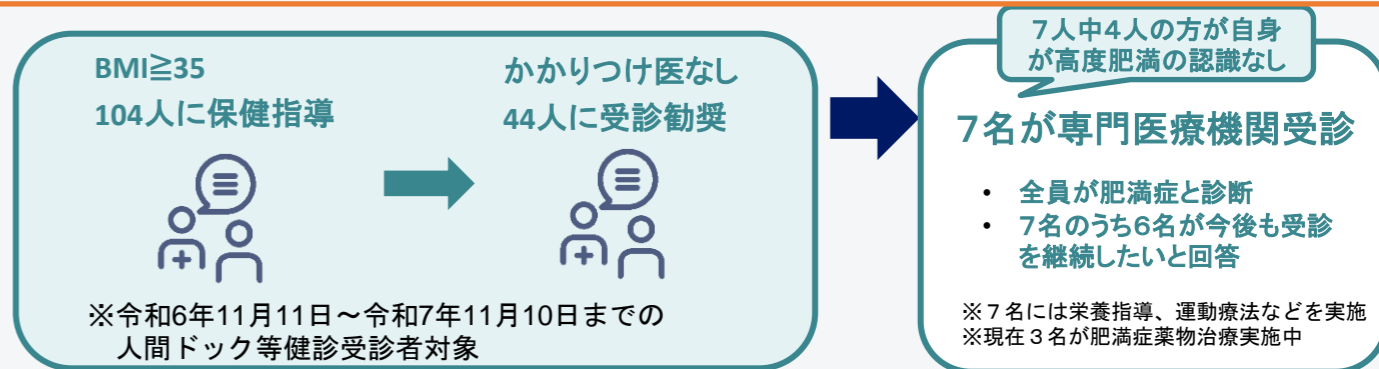 BMI≧35
104人に保健指導
かかりつけ医なし
44人に受診勧奨
※令和6年11月11日～令和7年11月10日までの
人間ドック等健診受診者対象
7人中4人の方が自身
が高度肥満の認識なし
7名が専門医療機関受診
• 全員が肥満症と診断
• 7名のうち6名が今後も受診
を継続したいと回答
※７名には栄養指導、運動療法などを実施
※現在３名が肥満症薬物治療実施中